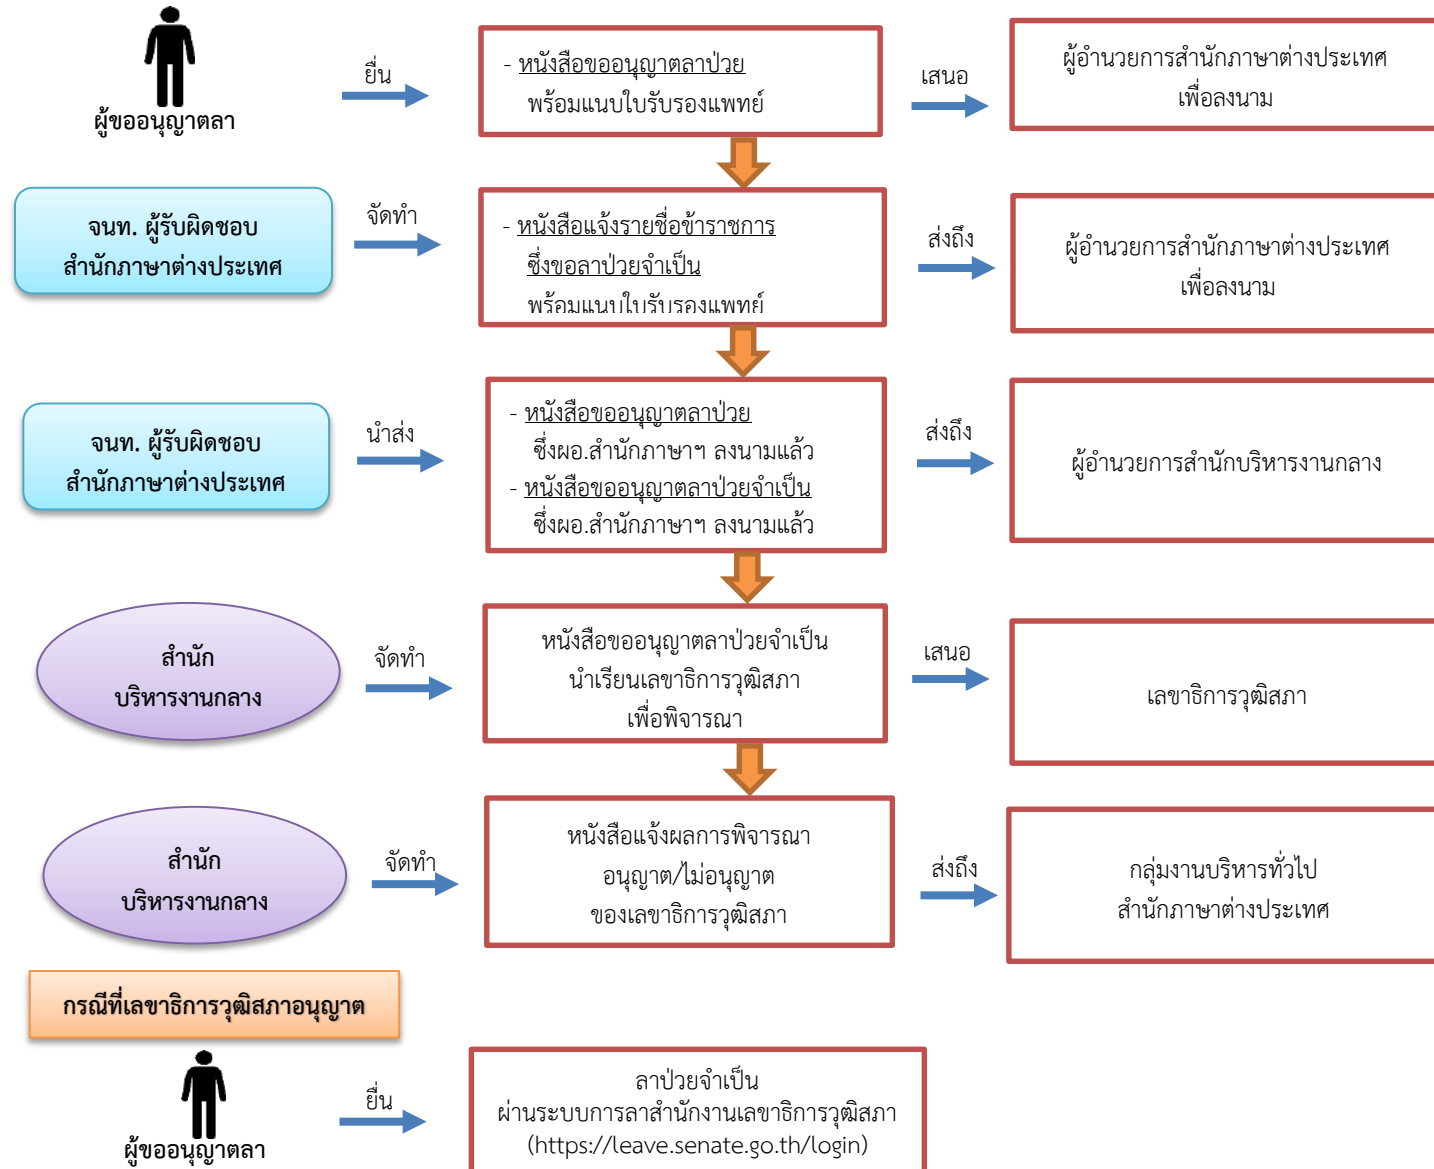 ผู้ขออนุญาตลา
ยื่น
- หนังสือขออนุญาตลาป่วย
พร้อมแนบใบรับรองแพทย์
เสนอ
ผู้อำนวยการสำนักภาษาต่างประเทศ
เพื่อลงนาม
จนท. ผู้รับผิดชอบ
สำนักภาษาต่างประเทศ
จัดทำ
- หนังสือแจ้งรายชื่อข้าราชการ
ซึ่งขอลาป่วยจำเป็น
พร้อมแนบใบรับรองแพทย์
ส่งถึง
ผู้อำนวยการสำนักภาษาต่างประเทศ
เพื่อลงนาม
จนท. ผู้รับผิดชอบ
สำนักภาษาต่างประเทศ
นำส่ง
- หนังสือขออนุญาตลาป่วย
ซึ่งผอ.สำนักภาษาฯ ลงนามแล้ว
- หนังสือขออนุญาตลาป่วยจำเป็น
ซึ่งผอ.สำนักภาษาฯ ลงนามแล้ว
ส่งถึง
ผู้อำนวยการสำนักบริหารงานกลาง
สำนัก
บริหารงานกลาง
จัดทำ
หนังสือขออนุญาตลาป่วยจำเป็น
นำเรียนเลขาธิการวุฒิสภา
เพื่อพิจารณา
เสนอ
เลขาธิการวุฒิสภา
สำนัก
บริหารงานกลาง
จัดทำ
หนังสือแจ้งผลการพิจารณา
อนุญาต/ไม่อนุญาต
ของเลขาธิการวุฒิสภา
ส่งถึง
กลุ่มงานบริหารทั่วไป
สำนักภาษาต่างประเทศ
กรณีที่เลขาธิการวุฒิสภาอนุญาต
ผู้ขออนุญาตลา
ยื่น
ลาป่วยจำเป็น
ผ่านระบบการลาสำนักงานเลขาธิการวุฒิสภา
(https://leave.senate.go.th/login)